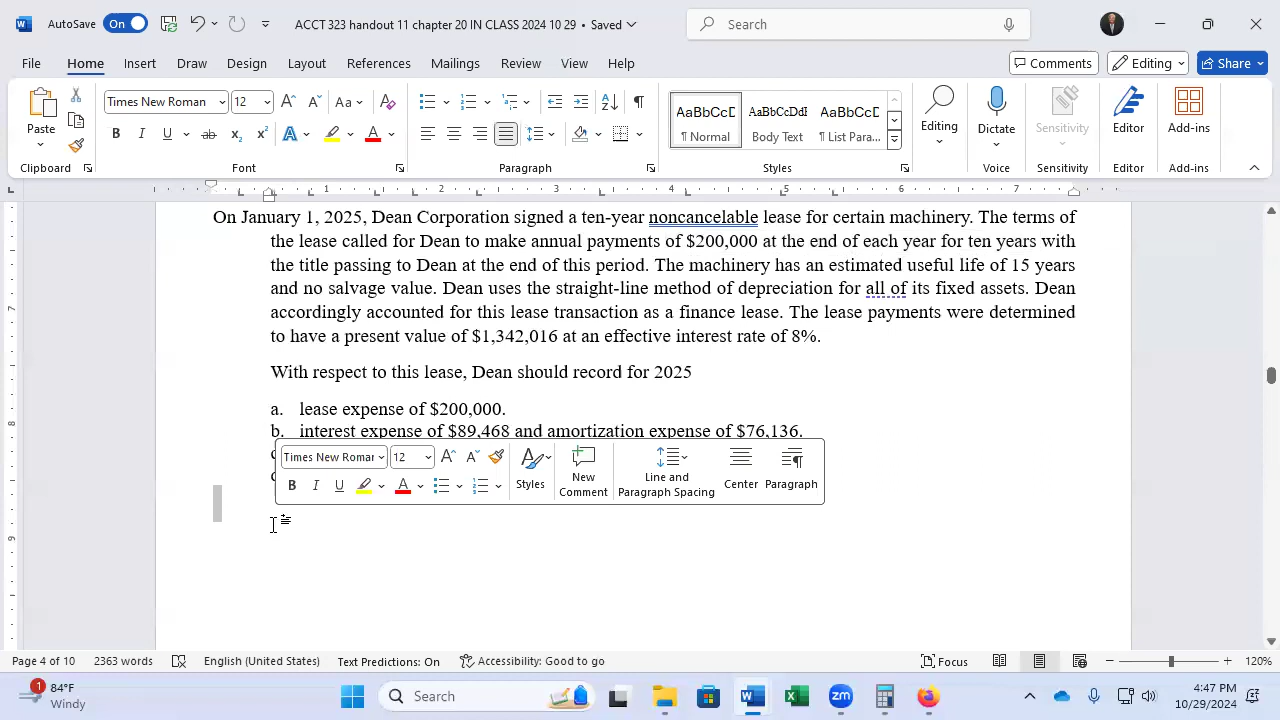 AutoSave On ACCT 323 handout 11 chapter 20 IN CLASS 2024 10 29 • Saved Search
File Home Insert Draw Design Layout References Mailings Review View Help Comments Editing Share
Times New Roman 12 Aa AaBbCcD AaBbCcDdI AaBbCcD
Paste ¶ Normal Body Text ¶ List Para... Editing Dictate Sensitivity Editor Add-ins
Clipboard Font Paragraph Styles Voice Sensitivity Editor Add-ins
1 2 3 4 5 6 7
On January 1, 2025, Dean Corporation signed a ten-year noncancelable lease for certain machinery. The terms of
the lease called for Dean to make annual payments of $200,000 at the end of each year for ten years with
the title passing to Dean at the end of this period. The machinery has an estimated useful life of 15 years
and no salvage value. Dean uses the straight-line method of depreciation for all of its fixed assets. Dean
accordingly accounted for this lease transaction as a finance lease. The lease payments were determined
to have a present value of $1,342,016 at an effective interest rate of 8%.
With respect to this lease, Dean should record for 2025
a. lease expense of $200,000.
b. interest expense of $89,468 and amortization expense of $76,136.
Times New Roman 12 Styles New Comment Line and Paragraph Spacing Center Paragraph
B I U
Page 4 of 10 2363 words English (United States) Text Predictions: On Accessibility: Good to go Focus 120%
1 84°F Windy Search 4:47 PM 10/29/2024